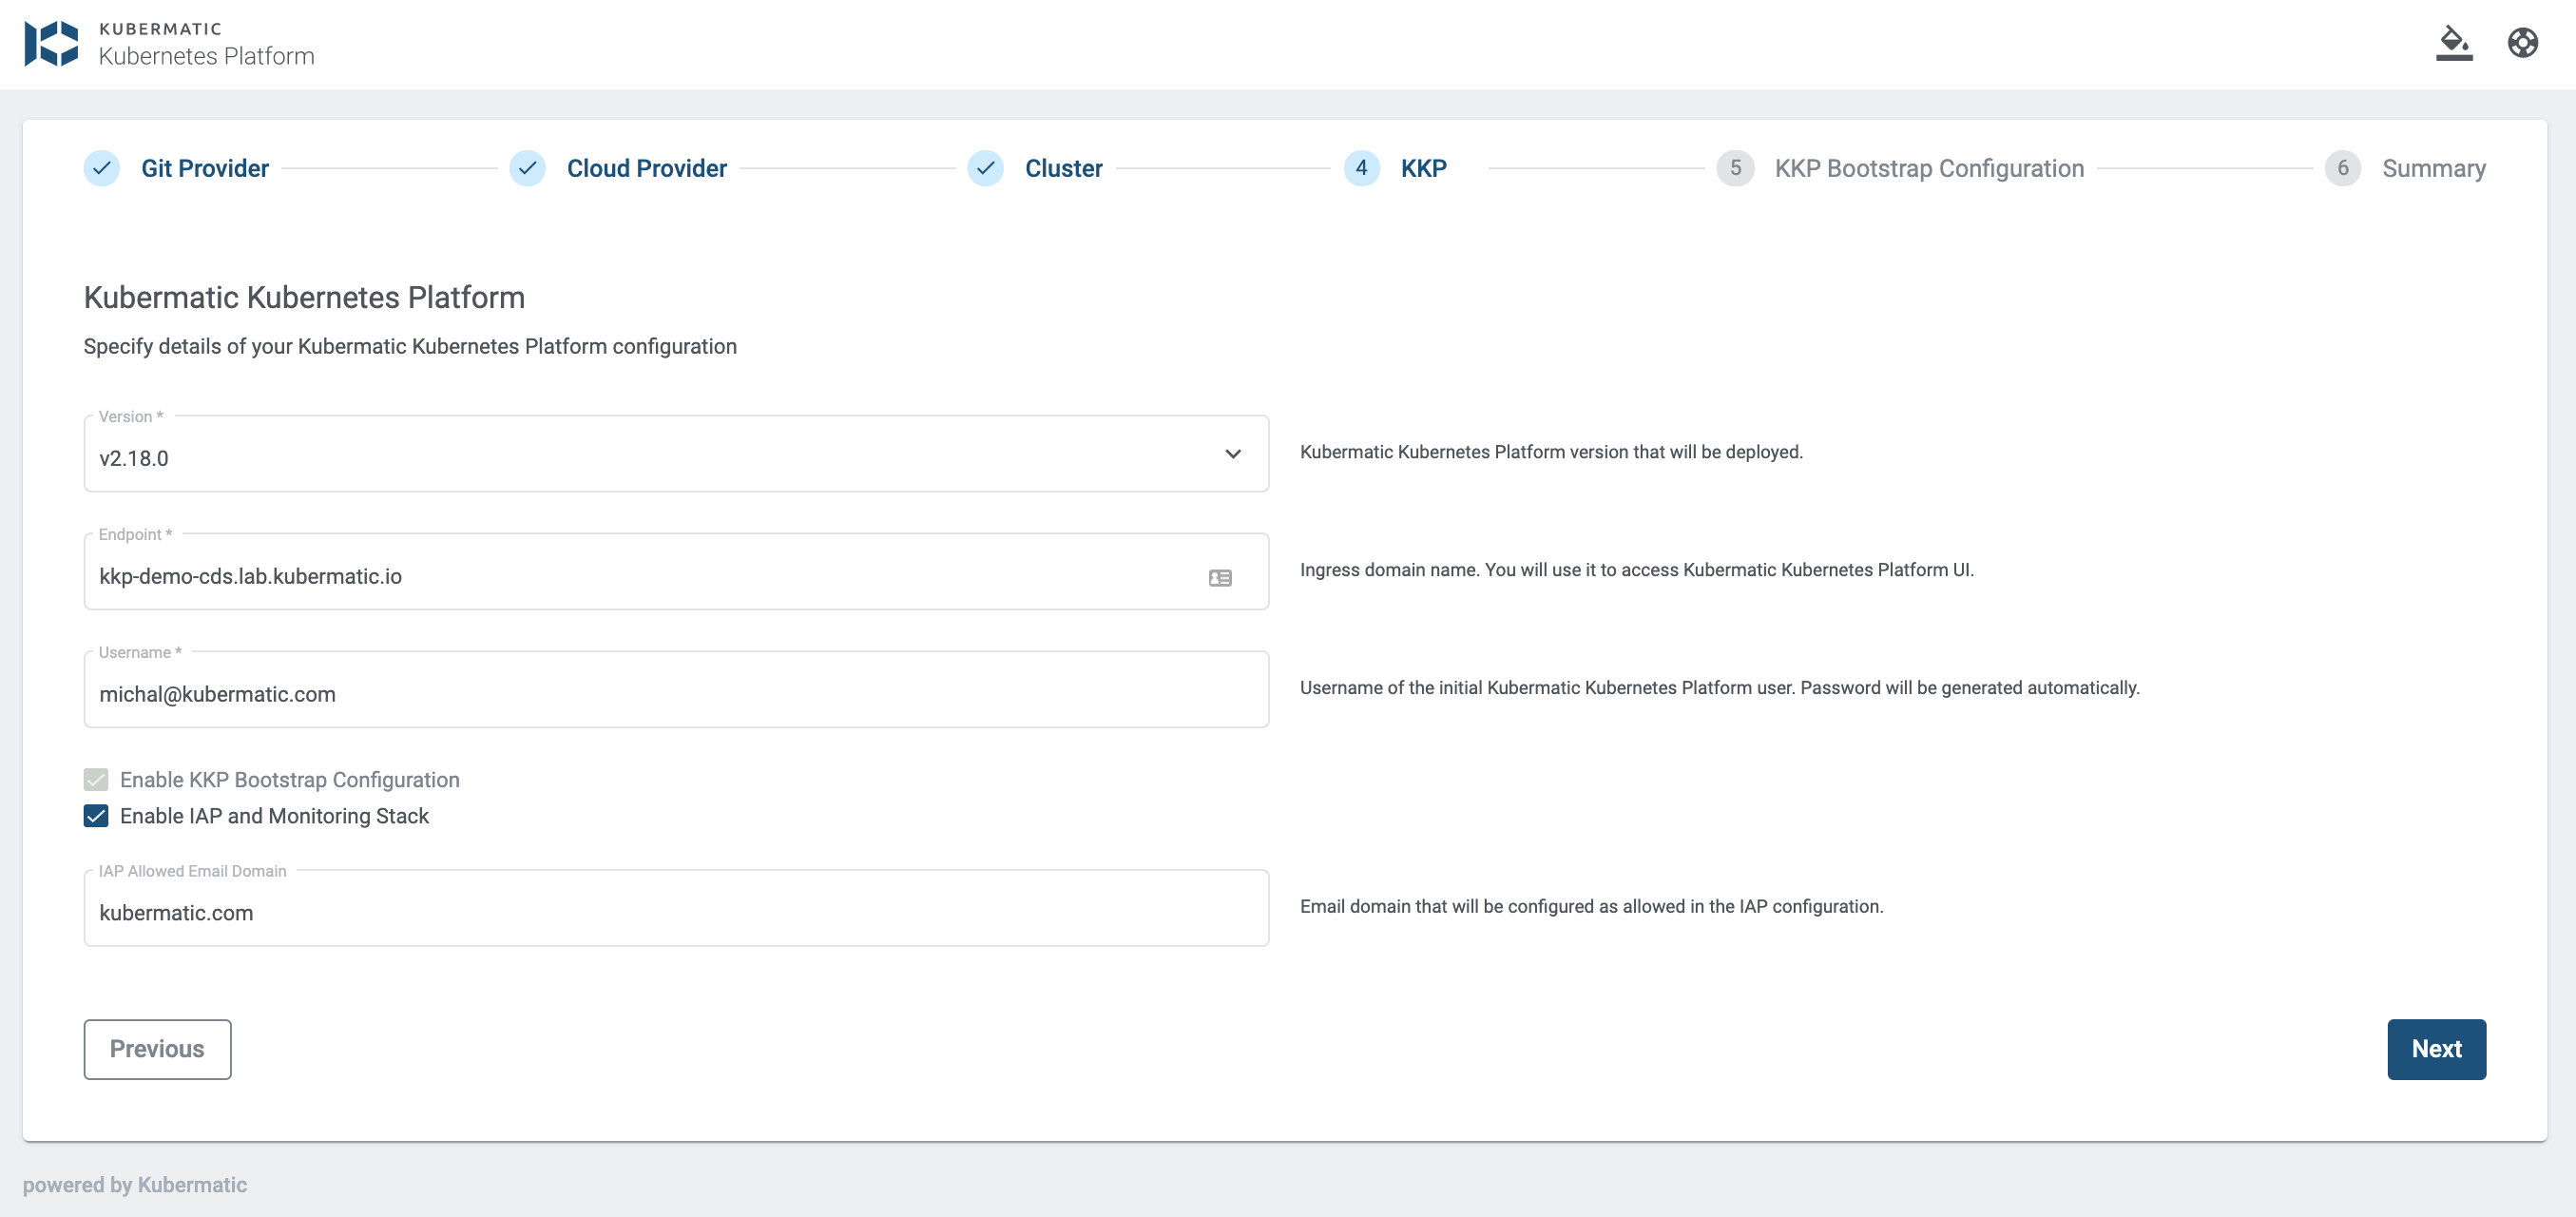 KUBERMATIC
Kubernetes Platform
Git Provider
Cloud Provider
Cluster
4 KKP
5 KKP Bootstrap Configuration
6 Summary
Kubermatic Kubernetes Platform
Specify details of your Kubermatic Kubernetes Platform configuration
Version *
v2.18.0
Kubermatic Kubernetes Platform version that will be deployed.
Endpoint *
kkp-demo-cds.lab.kubermatic.io
Ingress domain name. You will use it to access Kubermatic Kubernetes Platform UI.
Username *
michal@kubermatic.com
Username of the initial Kubermatic Kubernetes Platform user. Password will be generated automatically.
Enable KKP Bootstrap Configuration
Enable IAP and Monitoring Stack
IAP Allowed Email Domain
kubermatic.com
Email domain that will be configured as allowed in the IAP configuration.
Previous
Next
powered by Kubermatic